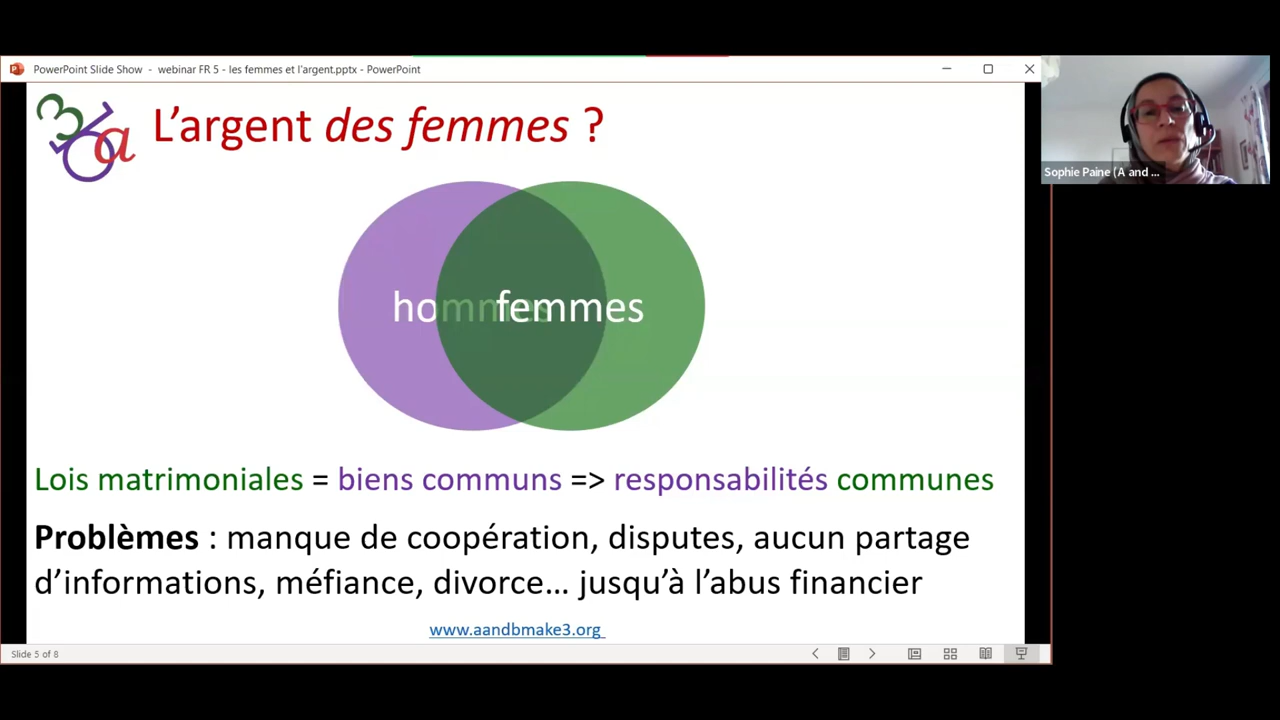 PowerPoint Slide Show - webinar FR 5 - les femmes et l'argent.pptx - PowerPoint
Sophie Paine (A and ...
36a
L'argent des femmes ?
hommes
femmes
Lois matrimoniales = biens communs => responsabilités communes
Problèmes : manque de coopération, disputes, aucun partage
d'informations, méfiance, divorce... jusqu'à l'abus financier
www.aandbmake3.org
Slide 5 of 8